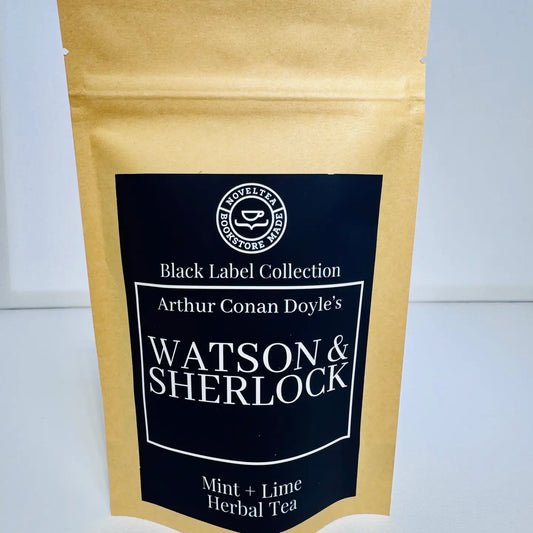 NOVELTEA
BOOKSTORE MADE
Black Label Collection
Arthur Conan Doyle's
WATSON &
SHERLOCK
Mint + Lime
Herbal Tea